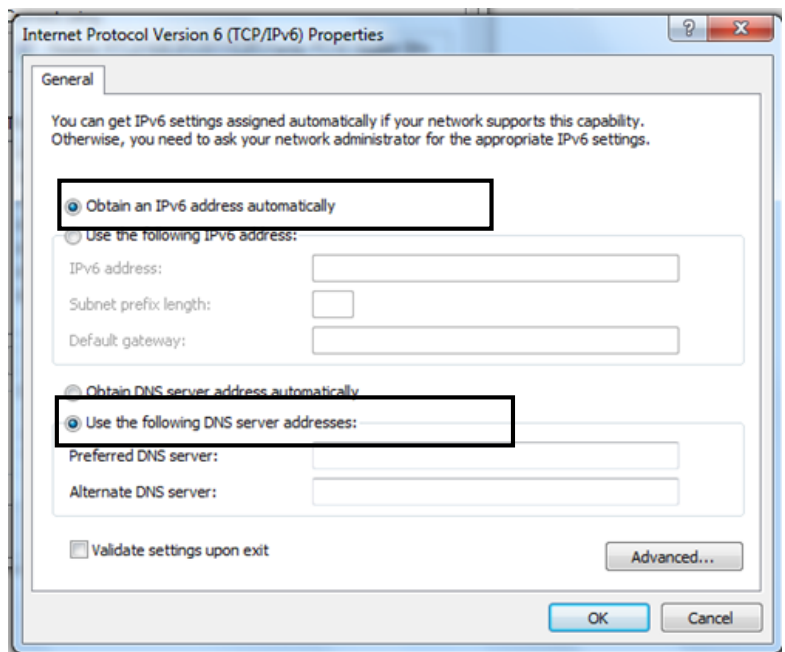 Internet Protocol Version 6 (TCP/IPv6) Properties
General
You can get IPv6 settings assigned automatically if your network supports this capability.
Otherwise, you need to ask your network administrator for the appropriate IPv6 settings.
Obtain an IPv6 address automatically
Use the following IPv6 address:
IPv6 address:
Subnet prefix length:
Default gateway:
Obtain DNS server address automatically
Use the following DNS server addresses:
Preferred DNS server:
Alternate DNS server:
Validate settings upon exit
Advanced...
OK
Cancel